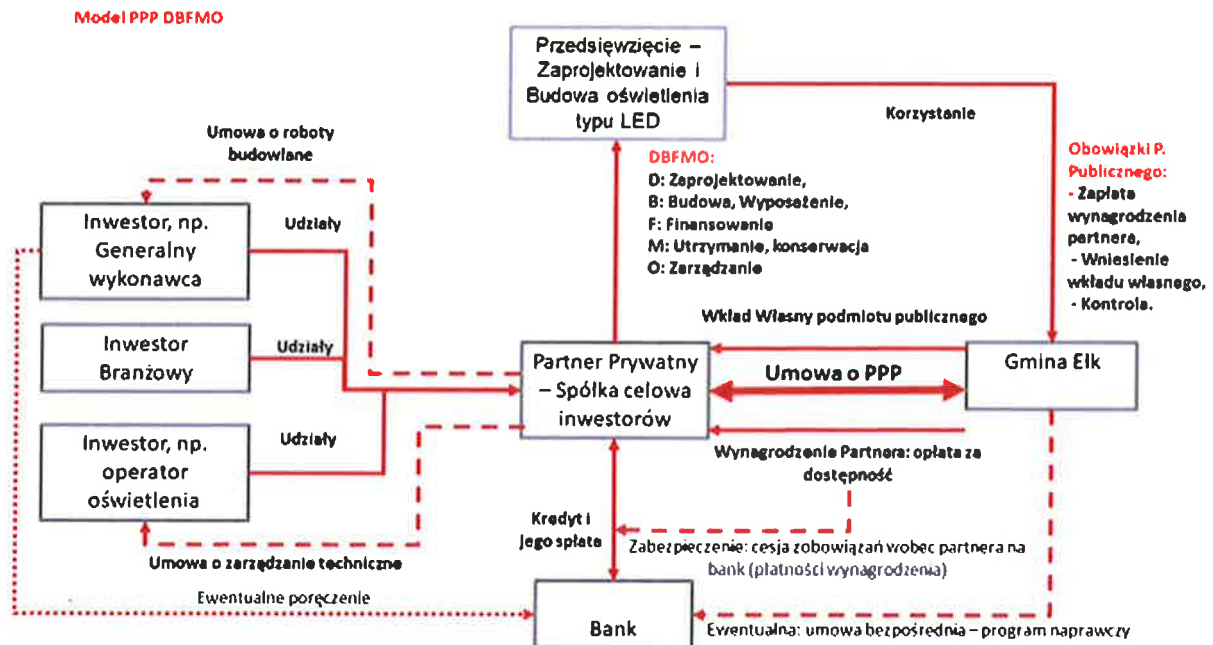 Model PPP DBFMO
Przedsięwzięcie –
Zaprojektowanie i
Budowa oświetlenia
typu LED
Korzystanie
Umowa o roboty
budowlane
DBFMO:
D: Zaprojektowanie,
B: Budowa, Wyposażenie,
F: Finansowanie
M: Utrzymanie, konserwacja
O: Zarządzanie
Obowiązki P.
Publicznego:
- Zapłata
wynagrodzenia
partnera,
- Wniesienie
wkładu własnego,
- Kontrola.
Inwestor, np.
Generalny
wykonawca
Udziały
Inwestor
Branżowy
Udziały
Inwestor, np.
operator
oświetlenia
Udziały
Wkład Własny podmiotu publicznego
Partner Prywatny
– Spółka celowa
inwestorów
Umowa o PPP
Gmina Ełk
Wynagrodzenie Partnera: opłata za
dostępność
Kredyt i
jego spłata
Zabezpieczenie: cesja zobowiązań wobec partnera na
bank (płatności wynagrodzenia)
Umowa o zarządzanie techniczne
Ewentualne poręczenie
Bank
Ewentualna: umowa bezpośrednia – program naprawczy